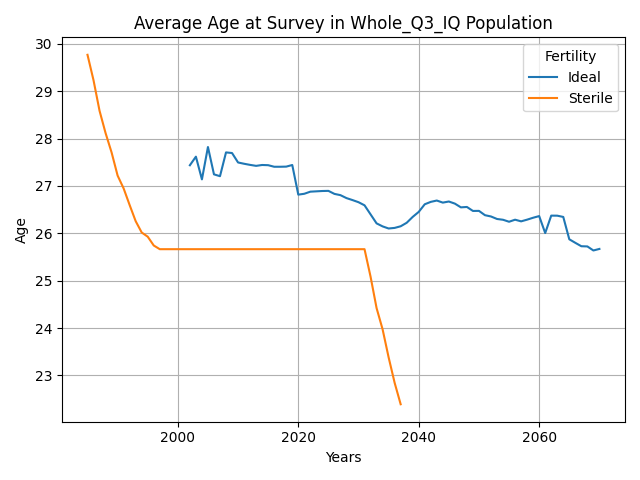 Average Age at Survey in Whole_Q3_IQ Population
Fertility
Ideal
Sterile
Age
30
29
28
27
26
25
24
23
2000
2020
2040
2060
Years